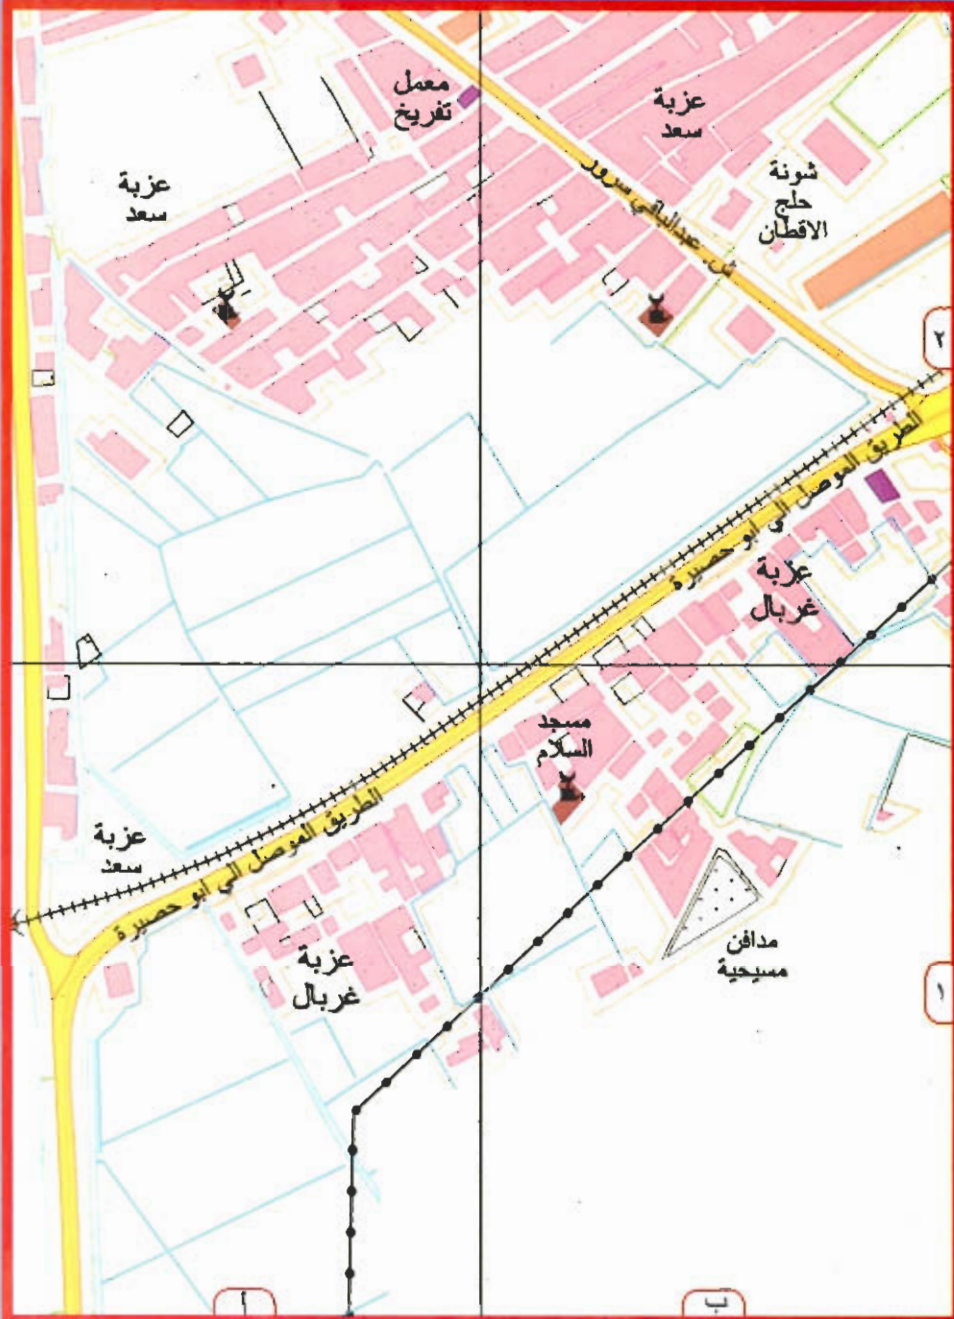 معمل
تفريخ
عزبة
سعد
شونة
حلج
الاقطان
عزبة
سعد
ش. عبدالباقي سرور
٢
الطريق الموصل الى ابو حصيرة
عزبة
غربال
مسجد
السلام
عزبة
سعد
الطريق الموصل الى ابو حصيرة
عزبة
غربال
مدافن
مسيحية
١
أ
ب